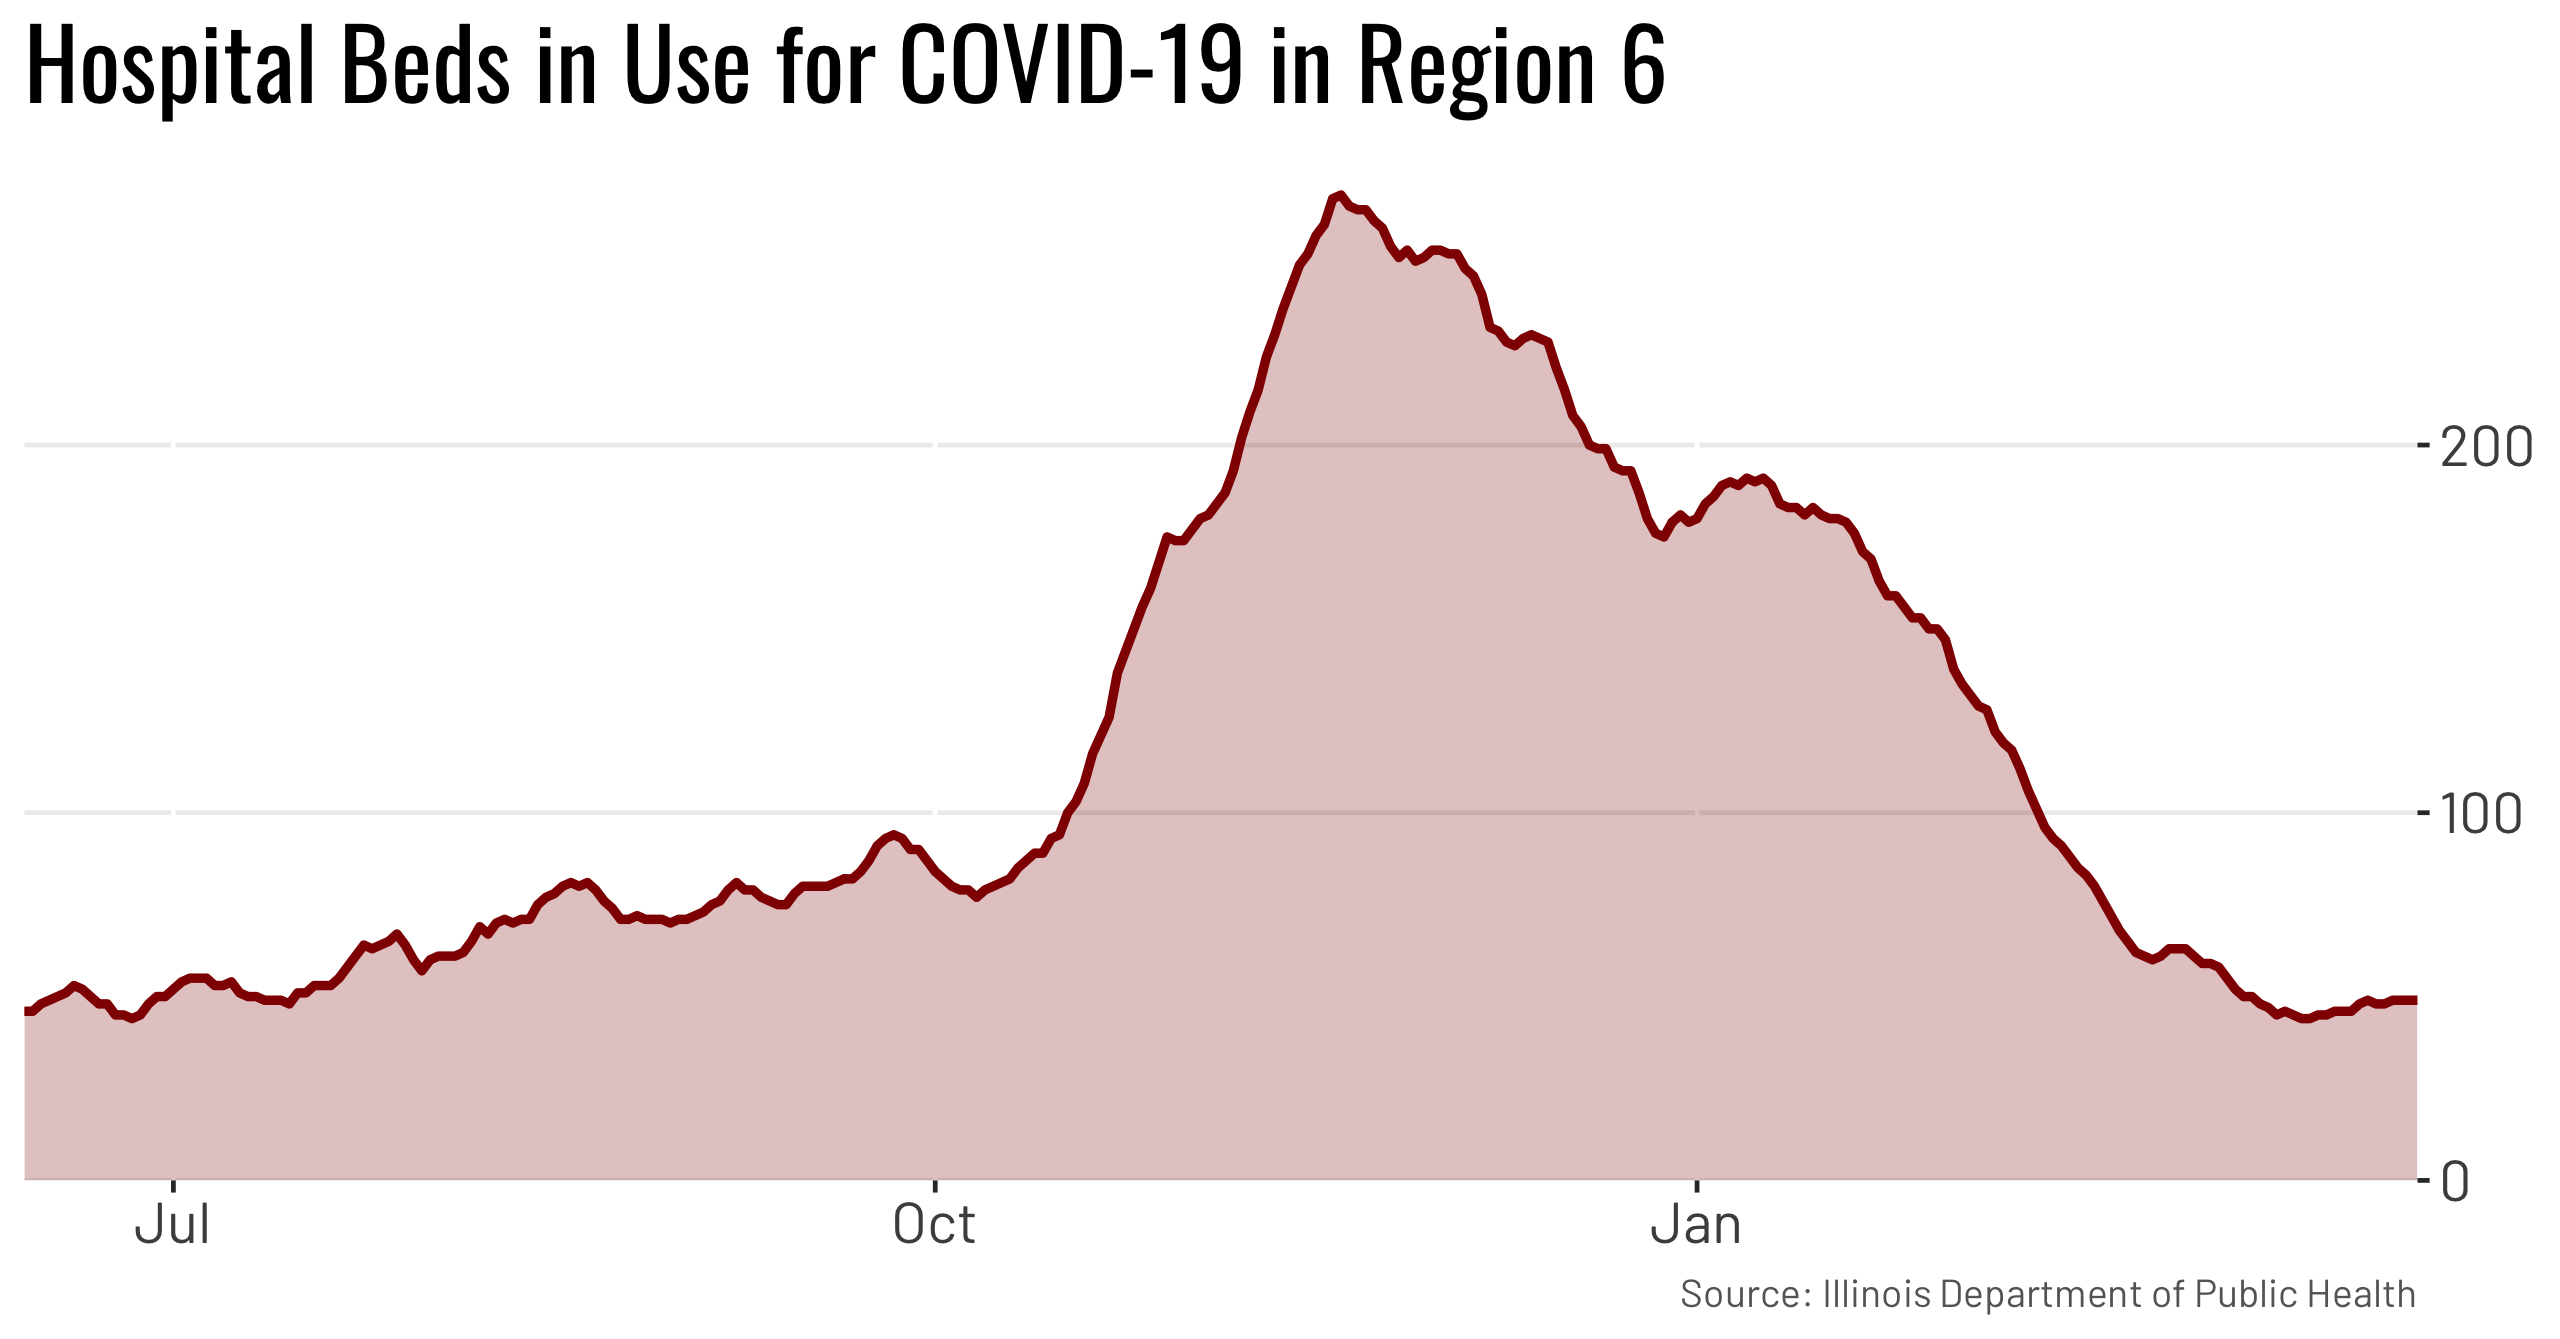 Hospital Beds in Use for COVID-19 in Region 6
200
100
0
Jul Oct Jan
Source: Illinois Department of Public Health